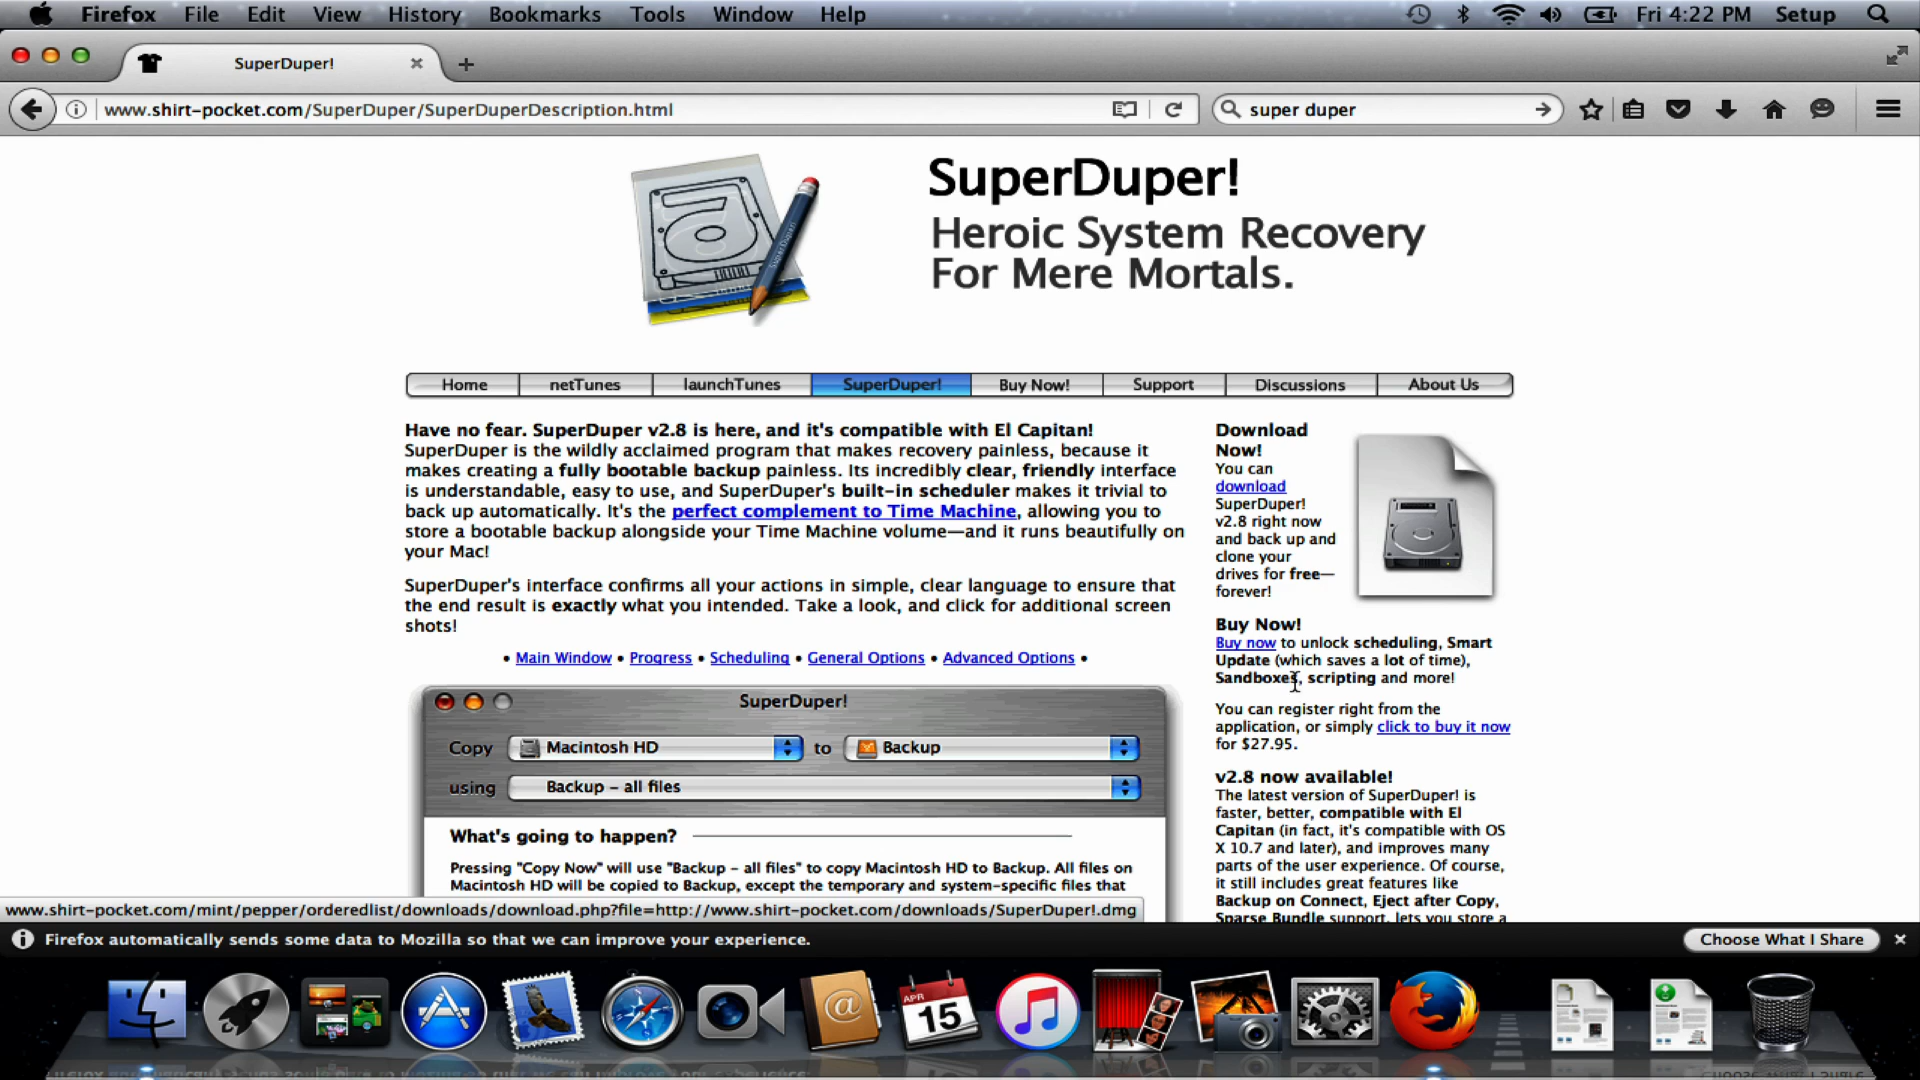 Firefox File Edit View History Bookmarks Tools Window Help Fri 4:22 PM Setup
SuperDuper!
www.shirt-pocket.com/SuperDuper/SuperDuperDescription.html super duper
SuperDuper!
Heroic System Recovery
For Mere Mortals.
Home netTunes launchTunes SuperDuper! Buy Now! Support Discussions About Us
Have no fear. SuperDuper v2.8 is here, and it's compatible with El Capitan!
SuperDuper is the wildly acclaimed program that makes recovery painless, because it
makes creating a fully bootable backup painless. Its incredibly clear, friendly interface
is understandable, easy to use, and SuperDuper's built-in scheduler makes it trivial to
back up automatically. It's the perfect complement to Time Machine, allowing you to
store a bootable backup alongside your Time Machine volume—and it runs beautifully on
your Mac!
SuperDuper's interface confirms all your actions in simple, clear language to ensure that
the end result is exactly what you intended. Take a look, and click for additional screen
shots!
• Main Window • Progress • Scheduling • General Options • Advanced Options •
SuperDuper!
Copy Macintosh HD to Backup
using Backup - all files
What's going to happen?
Pressing "Copy Now" will use "Backup - all files" to copy Macintosh HD to Backup. All files on
Macintosh HD will be copied to Backup, except the temporary and system-specific files that
Download
Now!
You can
download
SuperDuper!
v2.8 right now
and back up and
clone your
drives for free—
forever!
Buy Now!
Buy now to unlock scheduling, Smart
Update (which saves a lot of time),
Sandboxes, scripting and more!
You can register right from the
application, or simply click to buy it now
for $27.95.
v2.8 now available!
The latest version of SuperDuper! is
faster, better, compatible with El
Capitan (in fact, it's compatible with OS
X 10.7 and later), and improves many
parts of the user experience. Of course,
it still includes great features like
Backup on Connect, Eject after Copy,
Sparse Bundle support, lets you store a
www.shirt-pocket.com/mint/pepper/orderedlist/downloads/download.php?file=http://www.shirt-pocket.com/downloads/SuperDuper!.dmg
Firefox automatically sends some data to Mozilla so that we can improve your experience. Choose What I Share
APR
15